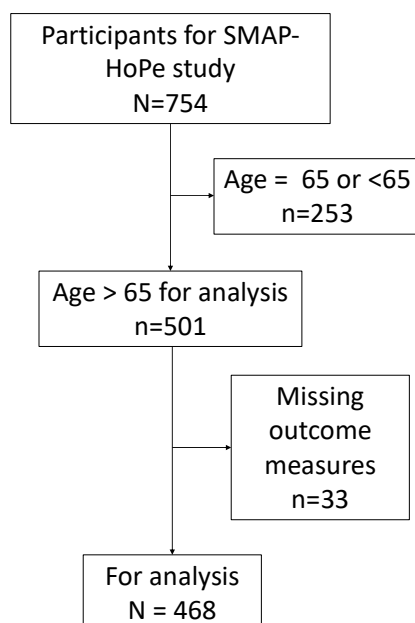 Participants for SMAP-
HoPe study
N=754
Age =  65 or <65
n=253
Age > 65 for analysis
n=501
Missing
outcome
measures
n=33
For analysis
N = 468